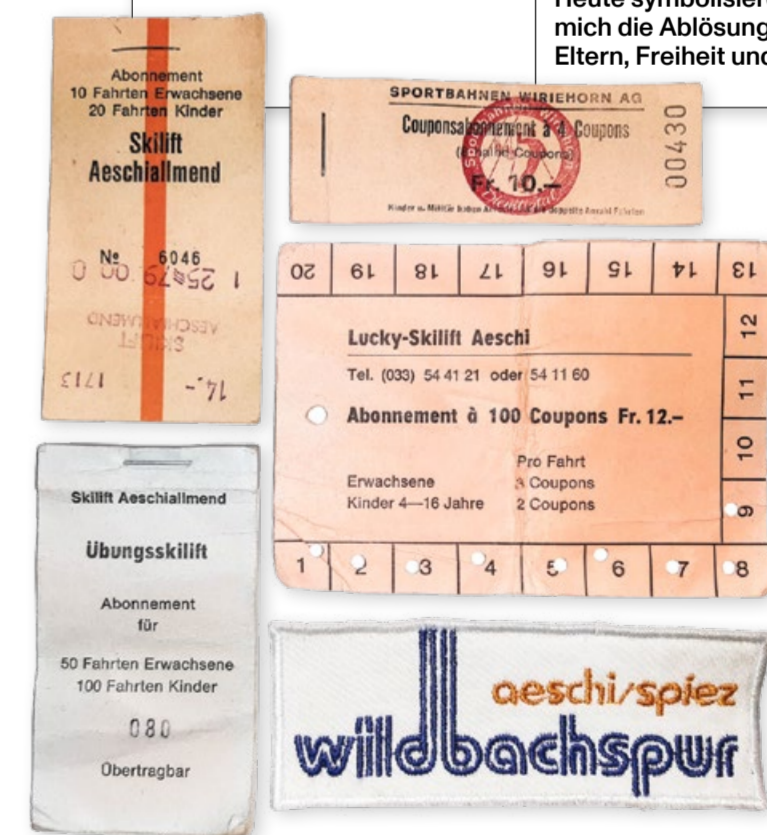 mich die Ablösung
Eltern, Freiheit und
Abonnement
10 Fahrten Erwachsene
20 Fahrten Kinder
Skilift
Aeschiallmend
No 6046
SKILIFT
AESCHIALLMEND
14.-
1713
SPORTBAHNEN WIRIEHORN AG
Couponsabonnement à 4 Coupons
Fr. 10.—
00430
20 19 18 17 16 15 14 13
12
11
10
9
Lucky-Skilift Aeschi
Tel. (033) 54 41 21 oder 54 11 60
Abonnement à 100 Coupons Fr. 12.–
Pro Fahrt
Erwachsene 3 Coupons
Kinder 4—16 Jahre 2 Coupons
1 2 3 4 5 6 7 8
Skilift Aeschiallmend
Übungsskilift
Abonnement
für
50 Fahrten Erwachsene
100 Fahrten Kinder
080
Übertragbar
aeschi/spiez
wildbachspur